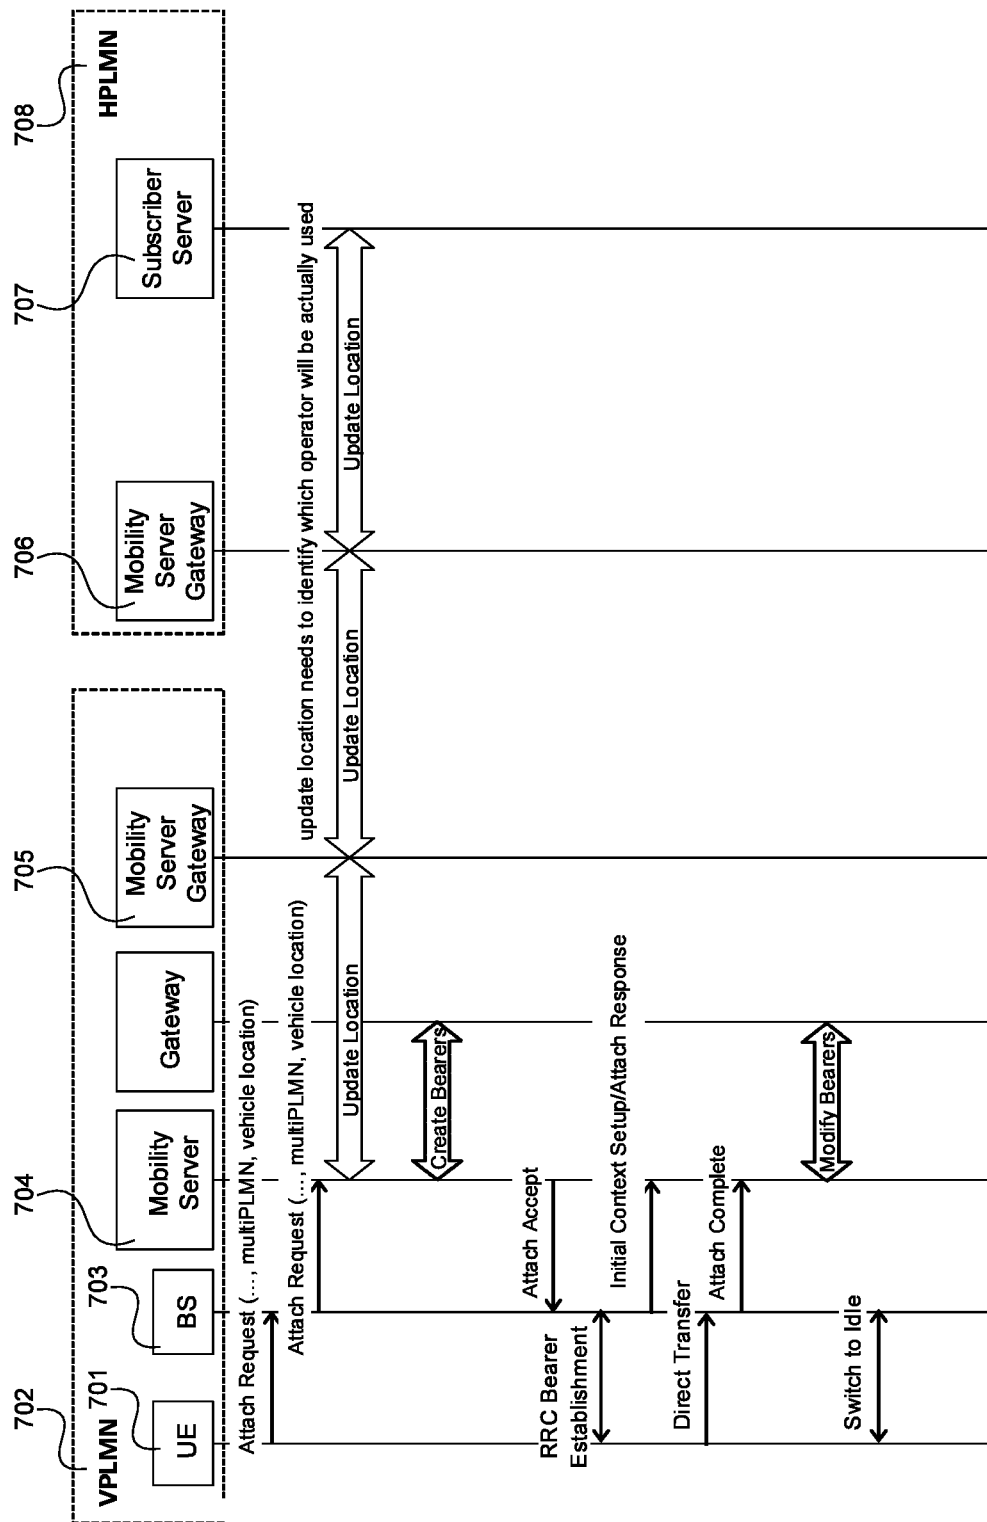 702
VPLMN
701
UE
703
BS
704
Mobility
Server
Gateway
705
Mobility
Server
Gateway
706
Mobility
Server
Gateway
707
Subscriber
Server
708
HPLMN
Attach Request (..., multiPLMN, vehicle location)
Attach Request (..., multiPLMN, vehicle location)
update location needs to identify which operator will be actually used
Update Location
Update Location
Update Location
Create Bearers
Attach Accept
RRC Bearer
Establishment
Initial Context Setup/Attach Response
Direct Transfer
Attach Complete
Modify Bearers
Switch to Idle